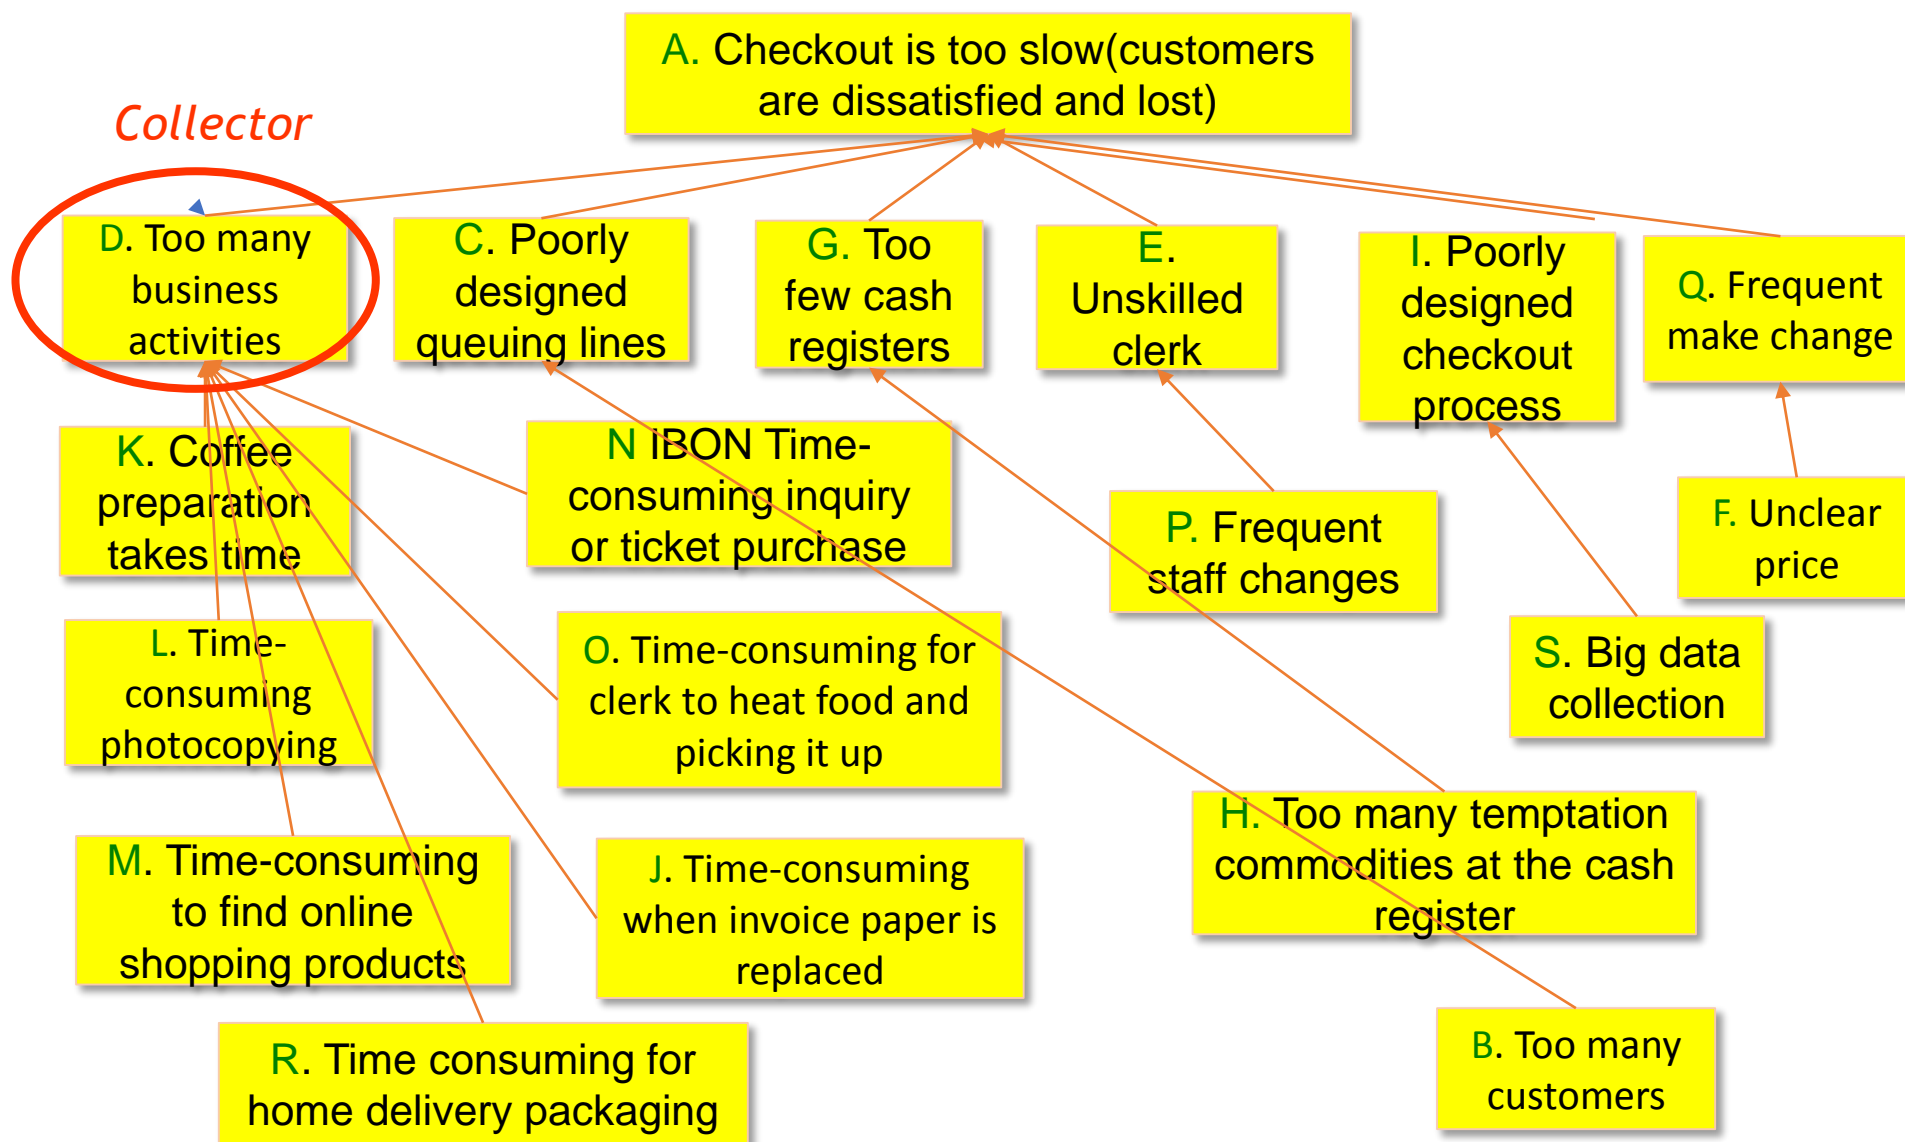 A. Checkout is too slow(customers
are dissatisfied and lost)
Collector
D. Too many
business
activities
C. Poorly
designed
queuing lines
G. Too
few cash
registers
E.
Unskilled
clerk
I. Poorly
designed
checkout
process
Q. Frequent
make change
K. Coffee
preparation
takes time
N IBON Time-
consuming inquiry
or ticket purchase
P. Frequent
staff changes
F. Unclear
price
L. Time-
consuming
photocopying
O. Time-consuming for
clerk to heat food and
picking it up
S. Big data
collection
M. Time-consuming
to find online
shopping products
J. Time-consuming
when invoice paper is
replaced
H. Too many temptation
commodities at the cash
register
R. Time consuming for
home delivery packaging
B. Too many
customers